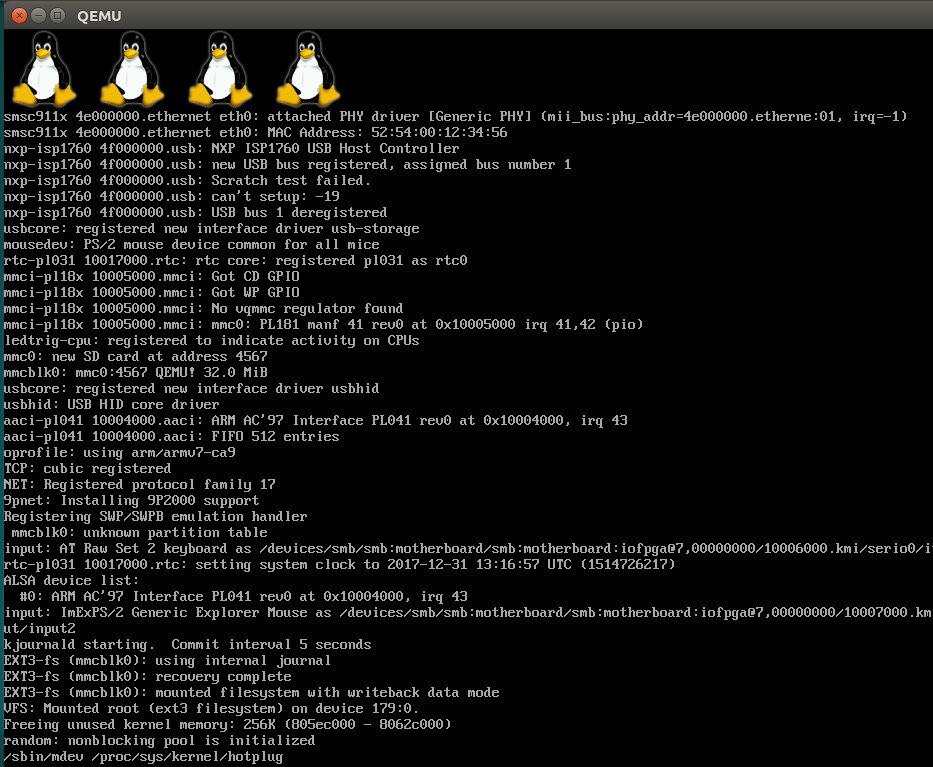 QEMU
smsc911x 4e000000.ethernet eth0: attached PHY driver [Generic PHY] (mii_bus:phy_addr=4e000000.etherne:01, irq=-1)
smsc911x 4e000000.ethernet eth0: MAC Address: 52:54:00:12:34:56
nxp-isp1760 4f000000.usb: NXP ISP1760 USB Host Controller
nxp-isp1760 4f000000.usb: new USB bus registered, assigned bus number 1
nxp-isp1760 4f000000.usb: Scratch test failed.
nxp-isp1760 4f000000.usb: can't setup: -19
nxp-isp1760 4f000000.usb: USB bus 1 deregistered
usbcore: registered new interface driver usb-storage
mousedev: PS/2 mouse device common for all mice
rtc-pl031 10017000.rtc: rtc core: registered pl031 as rtc0
mmci-pl18x 10005000.mmci: Got CD GPIO
mmci-pl18x 10005000.mmci: Got WP GPIO
mmci-pl18x 10005000.mmci: No vqmmc regulator found
mmci-pl18x 10005000.mmci: mmc0: PL181 manf 41 rev0 at 0x10005000 irq 41,42 (pio)
ledtrig-cpu: registered to indicate activity on CPUs
mmc0: new SD card at address 4567
mmcblk0: mmc0:4567 QEMU! 32.0 MiB
usbcore: registered new interface driver usbhid
usbhid: USB HID core driver
aaci-pl041 10004000.aaci: ARM AC'97 Interface PL041 rev0 at 0x10004000, irq 43
aaci-pl041 10004000.aaci: FIFO 512 entries
oprofile: using arm/armv7-ca9
TCP: cubic registered
NET: Registered protocol family 17
9pnet: Installing 9P2000 support
Registering SWP/SWPB emulation handler
 mmcblk0: unknown partition table
input: AT Raw Set 2 keyboard as /devices/smb/smb:motherboard/smb:motherboard:iofpga@7,00000000/10006000.kmi/serio0/i
rtc-pl031 10017000.rtc: setting system clock to 2017-12-31 13:16:57 UTC (1514726217)
ALSA device list:
  #0: ARM AC'97 Interface PL041 rev0 at 0x10004000, irq 43
input: ImExPS/2 Generic Explorer Mouse as /devices/smb/smb:motherboard/smb:motherboard:iofpga@7,00000000/10007000.km
ut/input2
kjournald starting.  Commit interval 5 seconds
EXT3-fs (mmcblk0): using internal journal
EXT3-fs (mmcblk0): recovery complete
EXT3-fs (mmcblk0): mounted filesystem with writeback data mode
VFS: Mounted root (ext3 filesystem) on device 179:0.
Freeing unused kernel memory: 256K (805ec000 - 8062c000)
random: nonblocking pool is initialized
/sbin/mdev /proc/sys/kernel/hotplug